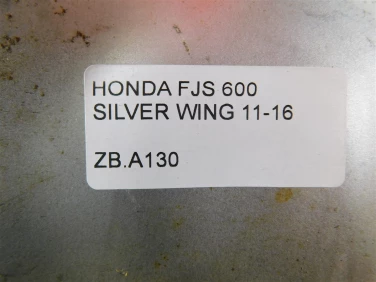 HONDA FJS 600
SILVER WING 11-16
ZB.A130